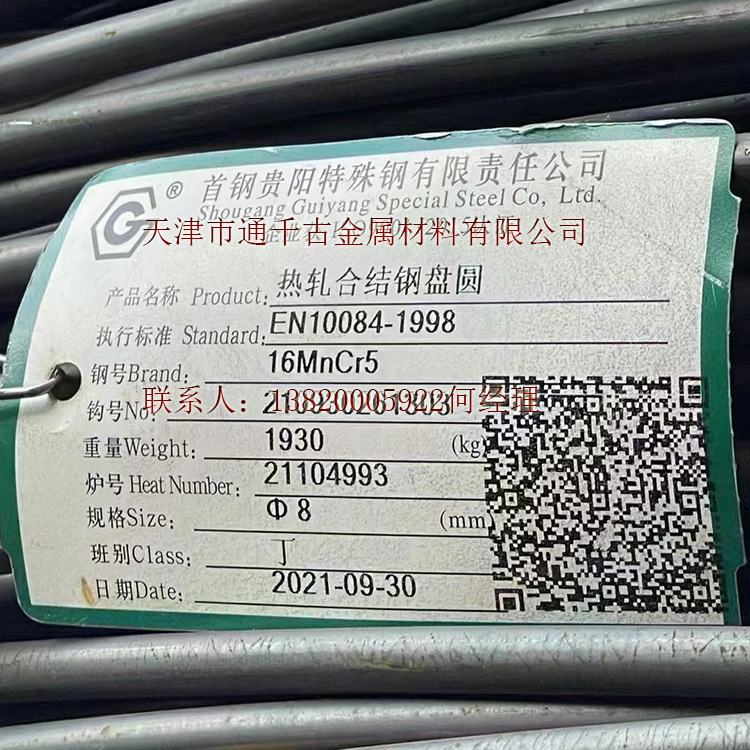 G ®
首钢贵阳特殊钢有限责任公司
Shougang Guiyang Special Steel Co, Ltd.
天津市通千古金属材料有限公司
产品名称 Product: 热轧合结钢盘圆
执行标准 Standard: EN10084-1998
钢号Brand: 16MnCr5
联系人：13820005922何经理
钩号No:
重量Weight: 1930 (kg)
炉号Heat Number: 21104993
规格Size: Φ8 (mm)
班别Class: 丁
日期Date: 2021-09-30